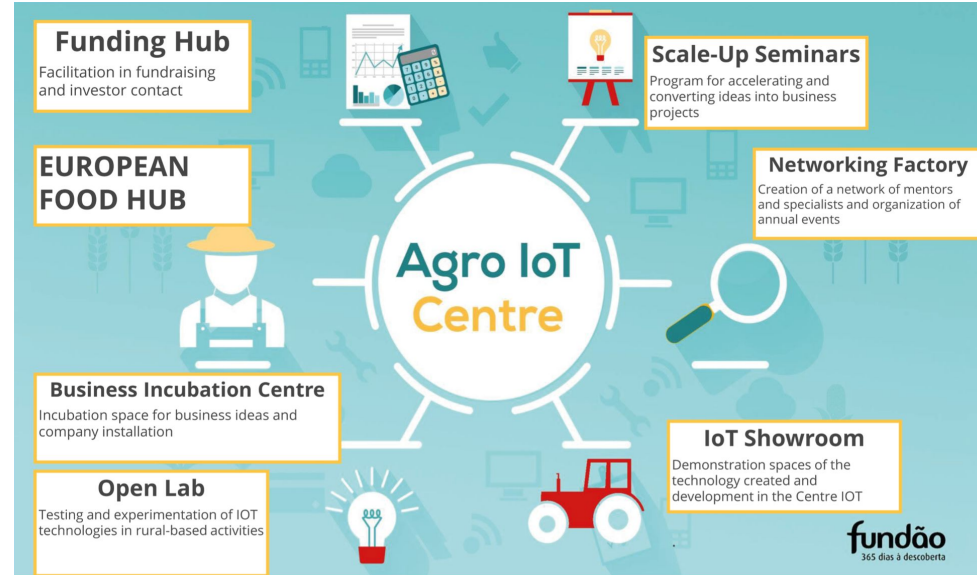 Funding Hub
Facilitation in fundraising
and investor contact
EUROPEAN
FOOD HUB
Business Incubation Centre
Incubation space for business ideas and
company installation
Open Lab
Testing and experimentation of IOT
technologies in rural-based activities
Agro IoT
Centre
Scale-Up Seminars
Program for accelerating and
converting ideas into business
projects
Networking Factory
Creation of a network of mentors
and specialists and organization of
annual events
IoT Showroom
Demonstration spaces of the
technology created and
development in the Centre IOT
fundão
365 dias à descoberta